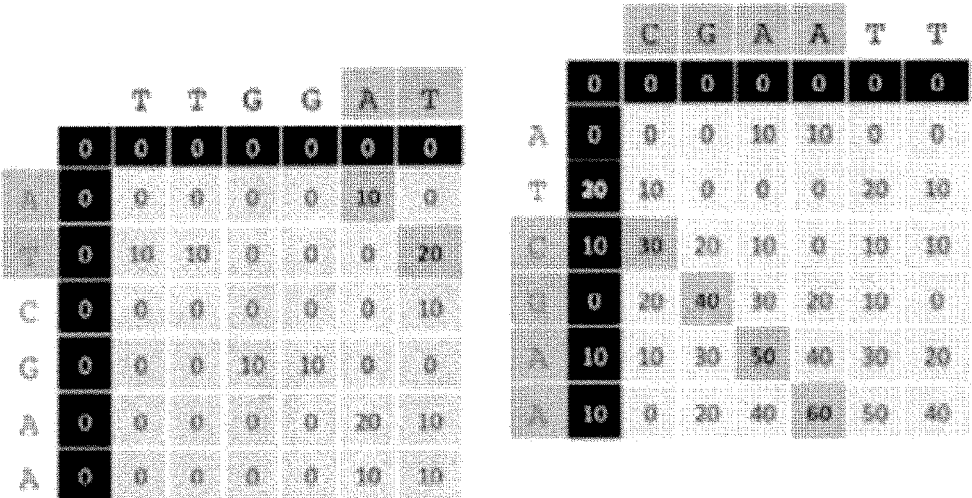 T T G G A T
0 0 0 0 0 0 0
A 0 0 0 0 0 10 0
T 0 10 10 0 0 0 20
C 0 0 0 0 0 0 10
G 0 0 0 10 10 0 0
A 0 0 0 0 0 20 10
A 0 0 0 0 0 10 10
C G A A T T
0 0 0 0 0 0 0
A 0 0 0 10 10 0 0
T 20 10 0 0 0 20 10
C 10 30 20 10 0 10 10
G 0 20 40 30 20 10 0
A 10 10 30 50 40 30 20
A 10 0 20 40 60 50 40